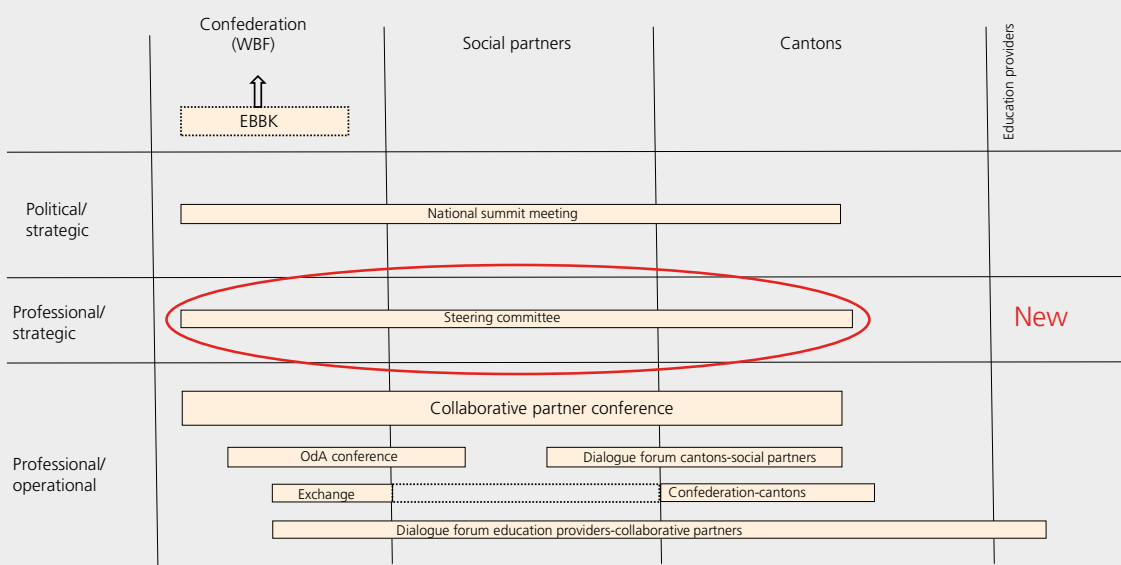 Confederation
(WBF)
Social partners
Cantons
Education providers
EBBK
Political/
strategic
National summit meeting
Professional/
strategic
Steering committee
New
Professional/
operational
Collaborative partner conference
OdA conference
Dialogue forum cantons-social partners
Exchange
Confederation-cantons
Dialogue forum education providers-collaborative partners